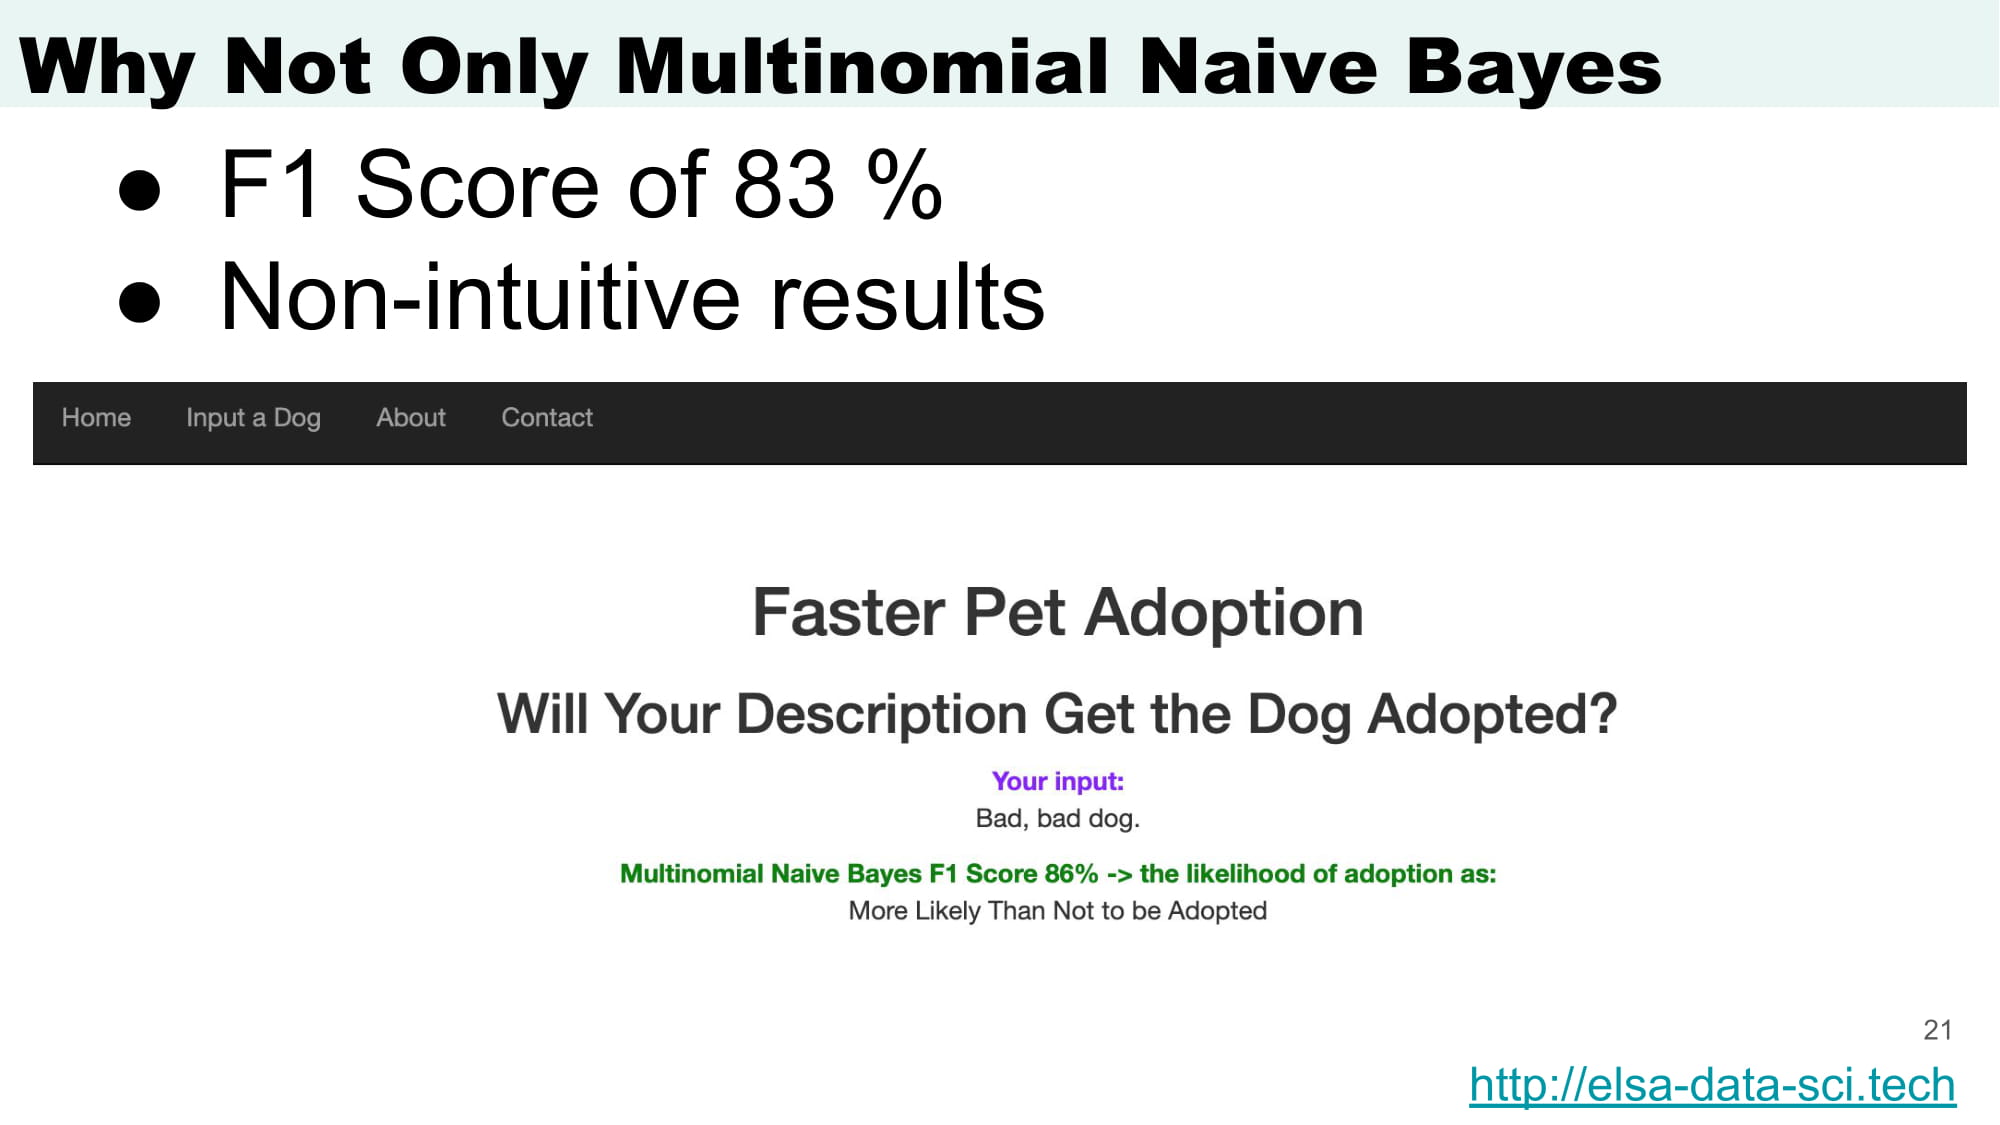 Why Not Only Multinomial Naive Bayes
● F1 Score of 83 %
● Non-intuitive results
Home Input a Dog About Contact
Faster Pet Adoption
Will Your Description Get the Dog Adopted?
Your input:
Bad, bad dog.
Multinomial Naive Bayes F1 Score 86% -> the likelihood of adoption as:
More Likely Than Not to be Adopted
21
http://elsa-data-sci.tech